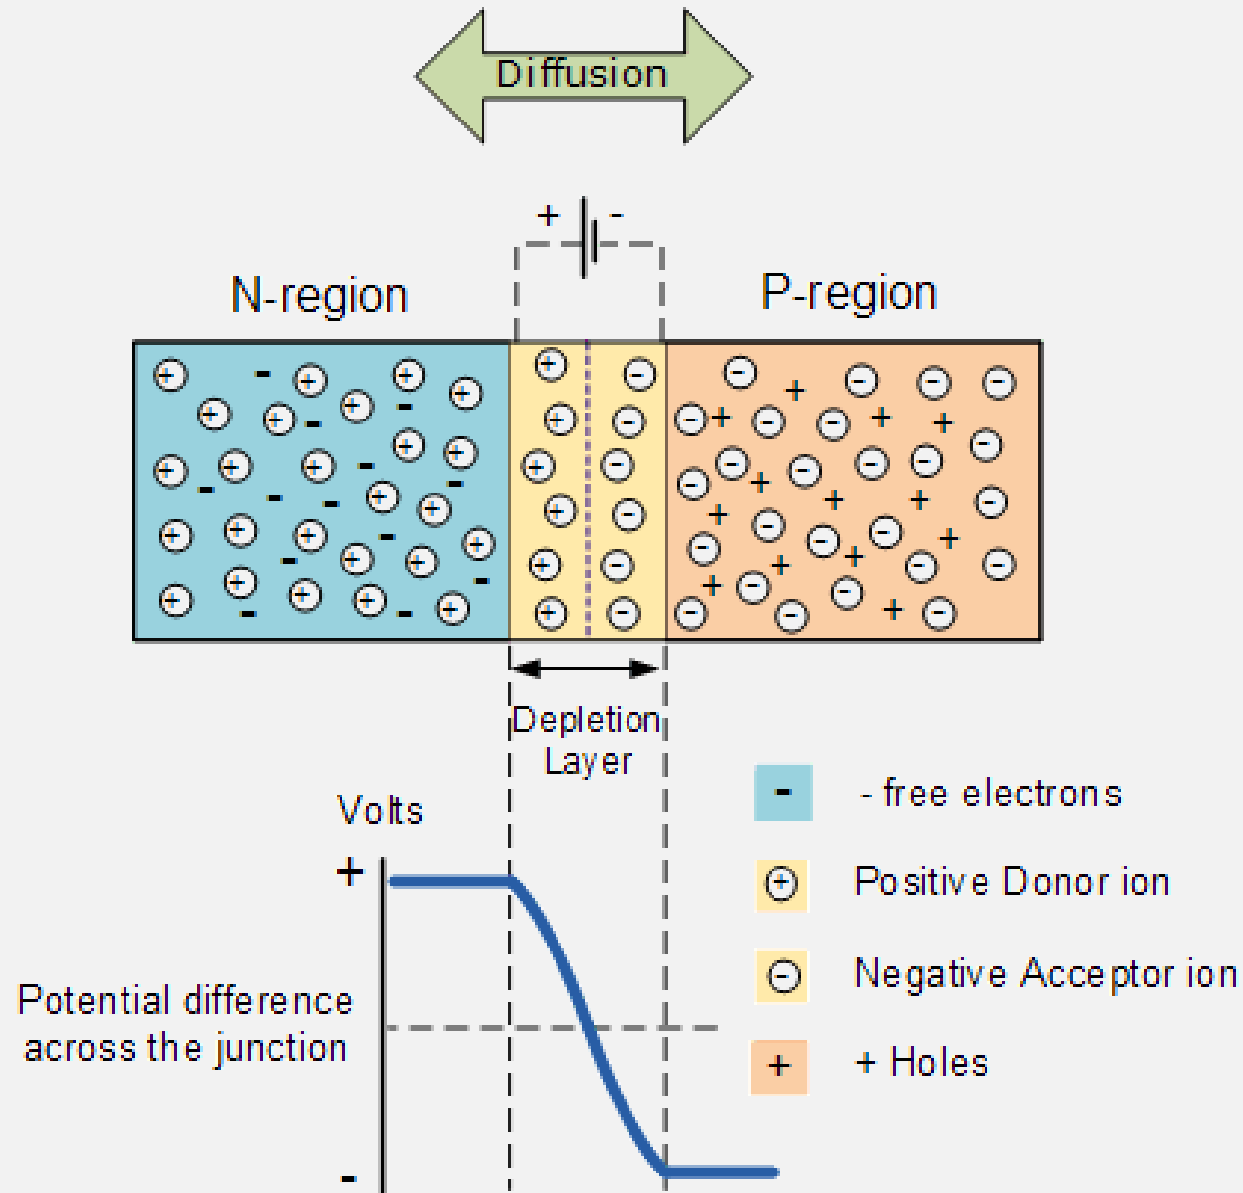 Diffusion
+ -
N-region
P-region
Depletion
Layer
Volts
+
Potential difference
across the junction
-
- - free electrons
+ Positive Donor ion
- Negative Acceptor ion
+ + Holes